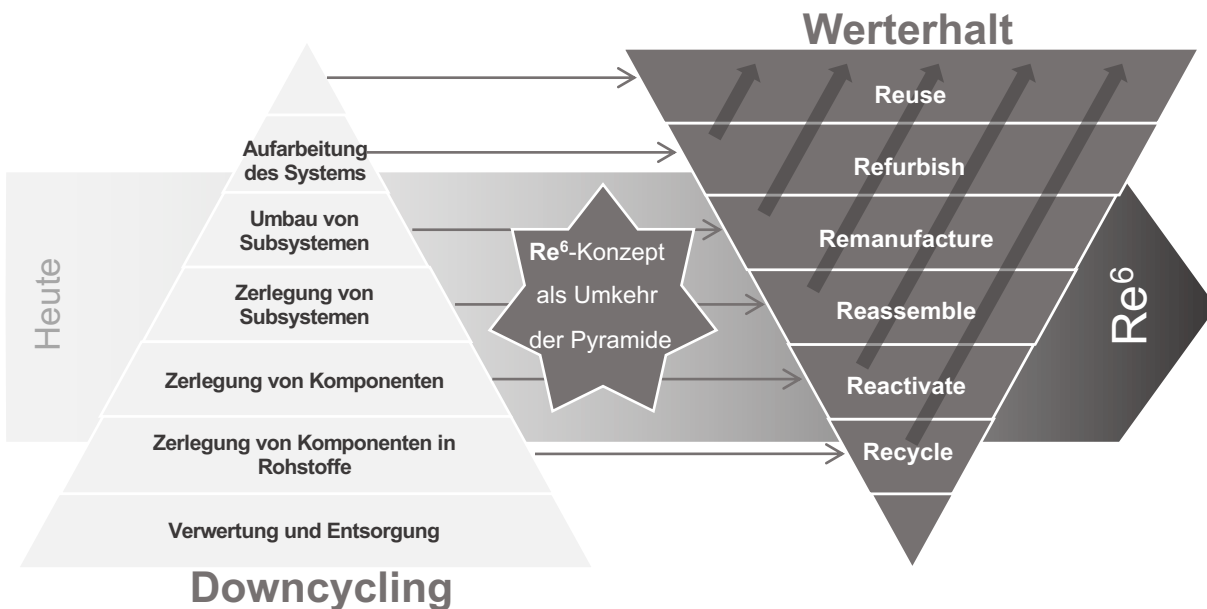 Werterhalt
Reuse
Aufarbeitung
des Systems
Refurbish
Umbau von
Subsystemen
Remanufacture
Zerlegung von
Subsystemen
Reassemble
Zerlegung von Komponenten
Reactivate
Zerlegung von Komponenten in
Rohstoffe
Recycle
Verwertung und Entsorgung
Downcycling
Heute
Re⁶-Konzept
als Umkehr
der Pyramide
Re⁶